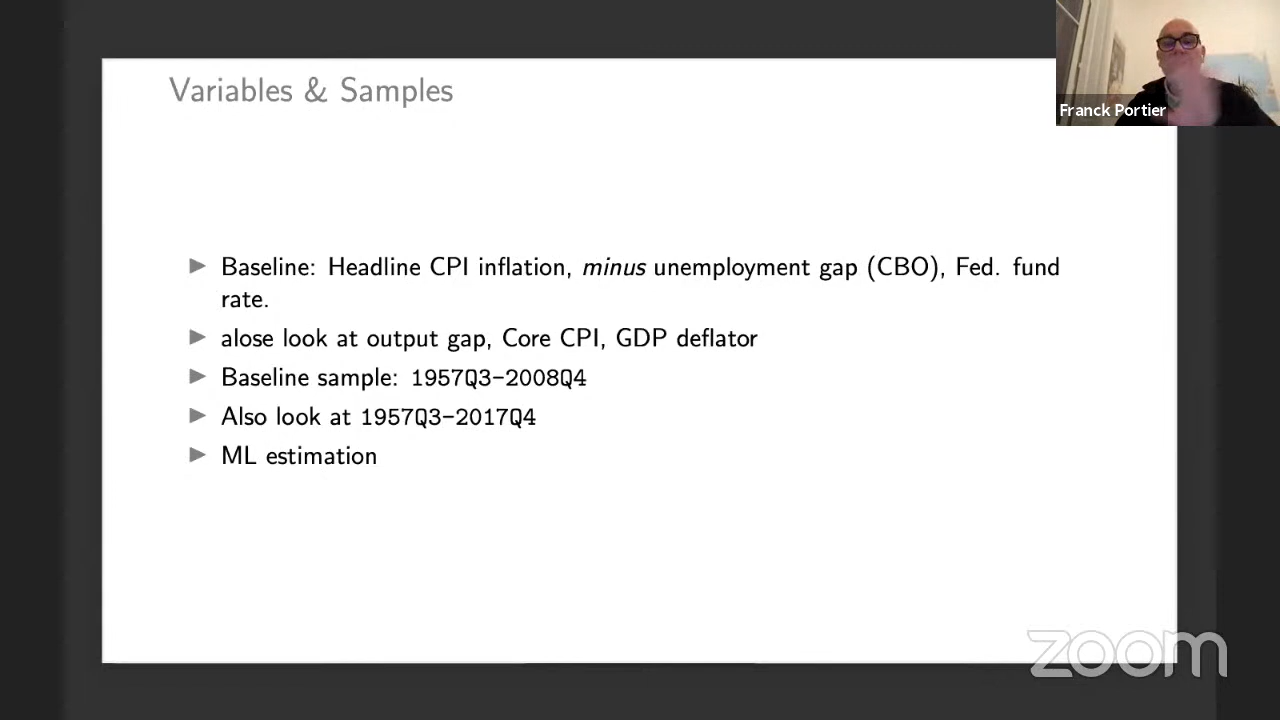 Variables & Samples
Franck Portier
▶ Baseline: Headline CPI inflation, minus unemployment gap (CBO), Fed. fund
rate.
▶ alose look at output gap, Core CPI, GDP deflator
▶ Baseline sample: 1957Q3–2008Q4
▶ Also look at 1957Q3–2017Q4
▶ ML estimation
zoom